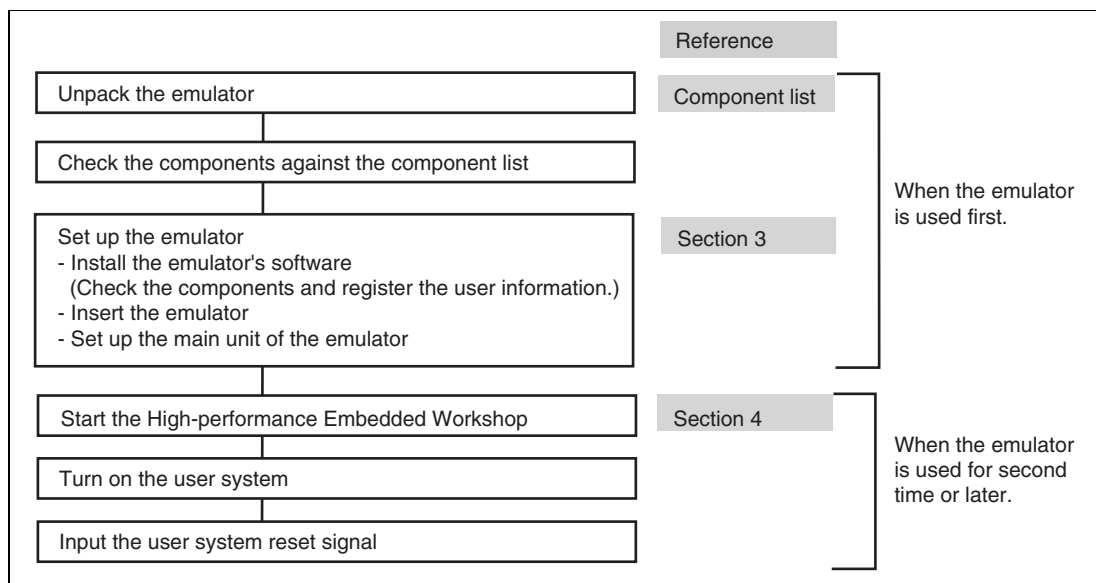 Reference
Unpack the emulator
Component list
Check the components against the component list
Set up the emulator
- Install the emulator's software
(Check the components and register the user information.)
- Insert the emulator
- Set up the main unit of the emulator
Section 3
When the emulator
is used first.
Start the High-performance Embedded Workshop
Section 4
Turn on the user system
Input the user system reset signal
When the emulator
is used for second
time or later.